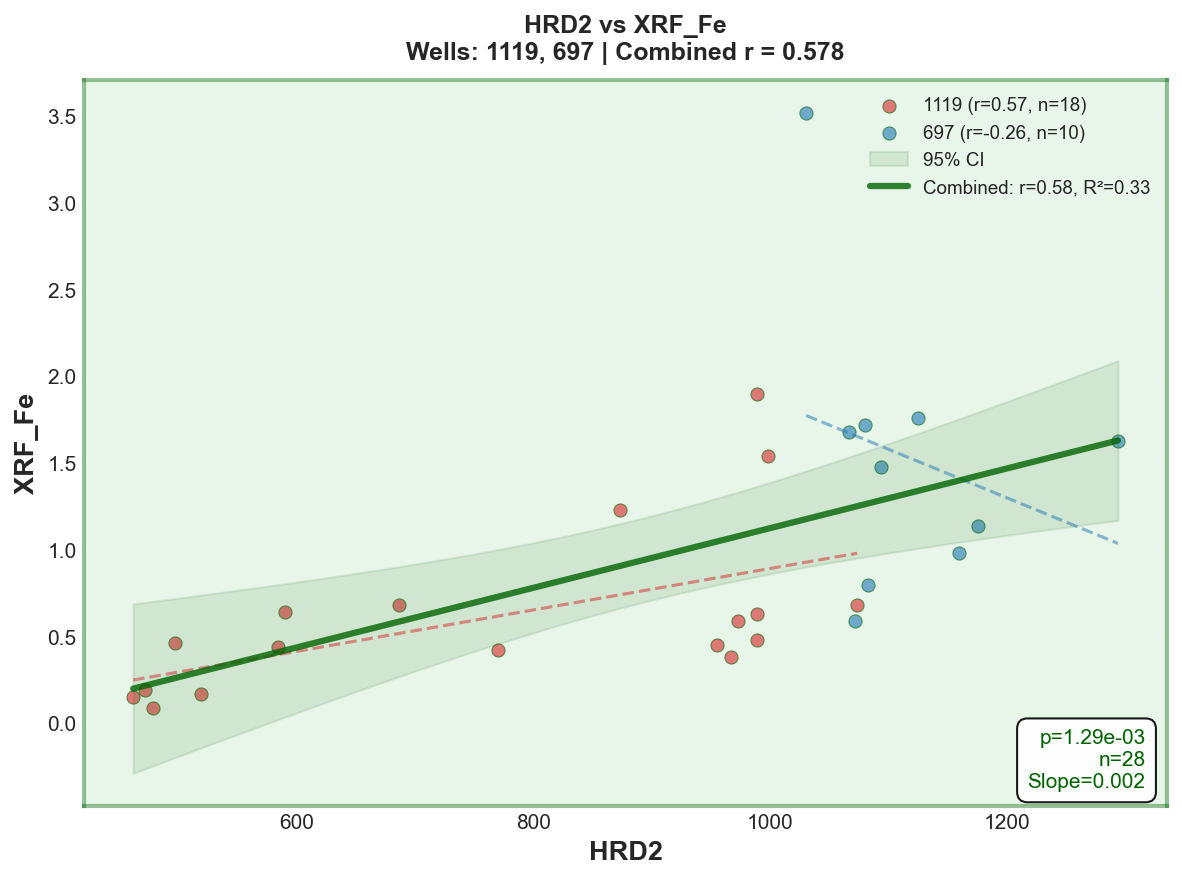 HRD2 vs XRF_Fe
Wells: 1119, 697 | Combined r = 0.578
1119 (r=0.57, n=18)
697 (r=-0.26, n=10)
95% CI
Combined: r=0.58, R²=0.33
XRF_Fe
3.5
3.0
2.5
2.0
1.5
1.0
0.5
0.0
p=1.29e-03
n=28
Slope=0.002
600 800 1000 1200
HRD2